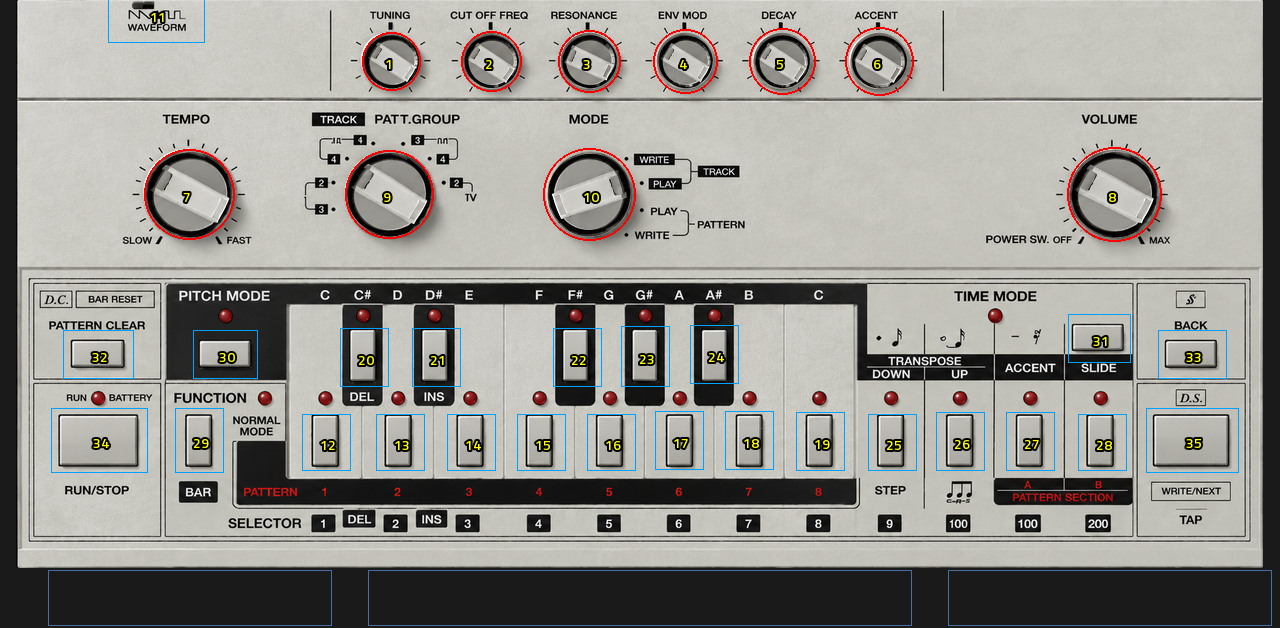 11
WAVEFORM
TUNING CUT OFF FREQ RESONANCE ENV MOD DECAY ACCENT
1 2 3 4 5 6
TEMPO
TRACK PATT.GROUP
MODE
VOLUME
4 3
4 4
2 2
3 TV
WRITE
PLAY
TRACK
PLAY
WRITE
PATTERN
7 9 10 8
SLOW FAST
POWER SW. OFF MAX
D.C. BAR RESET
PITCH MODE
C C# D D# E F F# G G# A A# B C
TIME MODE
S
PATTERN CLEAR
BACK
32 30 20 21 22 23 24 31 33
TRANSPOSE
DOWN UP ACCENT SLIDE
RUN BATTERY
FUNCTION
DEL INS
D.S.
NORMAL
MODE
34 29 12 13 14 15 16 17 18 19 25 26 27 28 35
RUN/STOP
BAR
PATTERN 1 2 3 4 5 6 7 8
STEP
A B
PATTERN SECTION
WRITE/NEXT
SELECTOR 1 DEL 2 INS 3 4 5 6 7 8 9 100 100 200
TAP